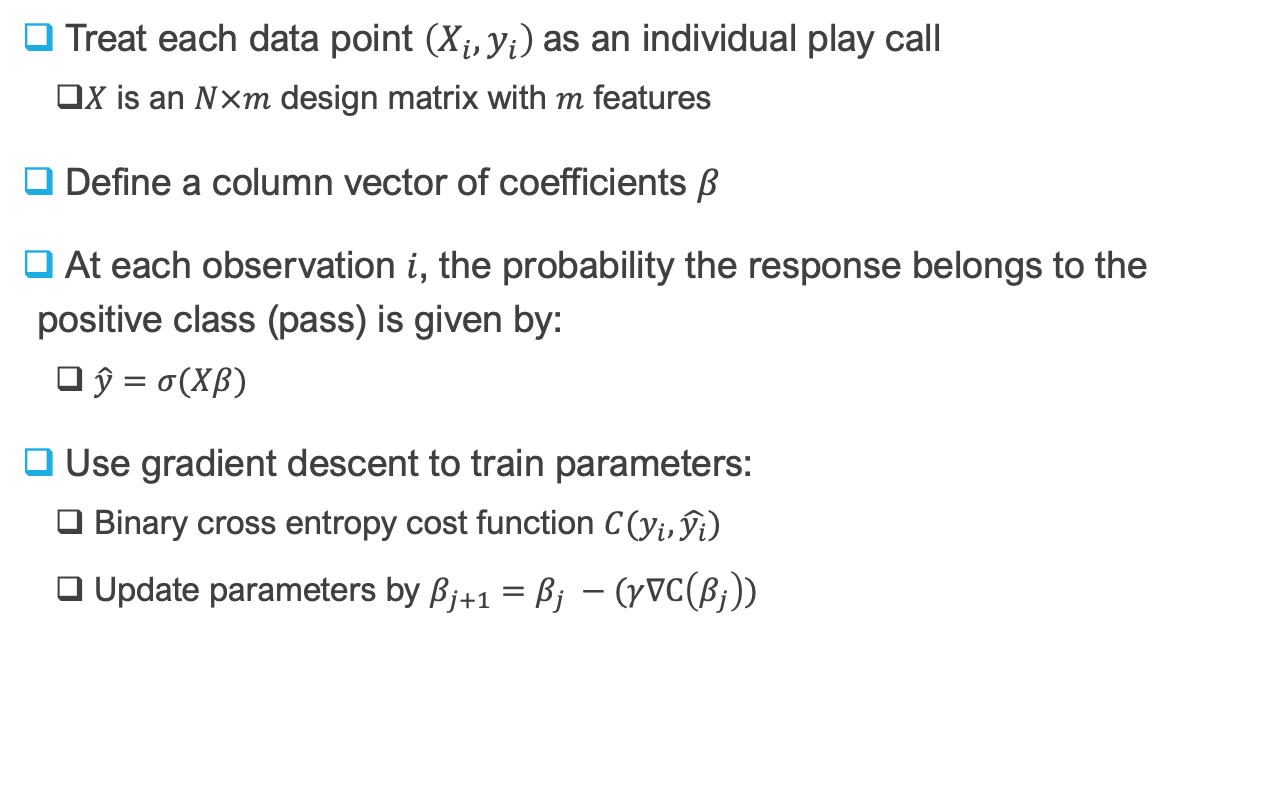 ❑ Treat each data point (𝑋ᵢ, 𝑦ᵢ) as an individual play call
❑𝑋 is an 𝑁×𝑚 design matrix with 𝑚 features
❑ Define a column vector of coefficients 𝛽
❑ At each observation 𝑖, the probability the response belongs to the
positive class (pass) is given by:
❑ ŷ = 𝜎(𝑋𝛽)
❑ Use gradient descent to train parameters:
❑ Binary cross entropy cost function 𝐶(𝑦ᵢ, ŷᵢ)
❑ Update parameters by 𝛽ⱼ₊₁ = 𝛽ⱼ − (𝛾∇C(𝛽ⱼ))